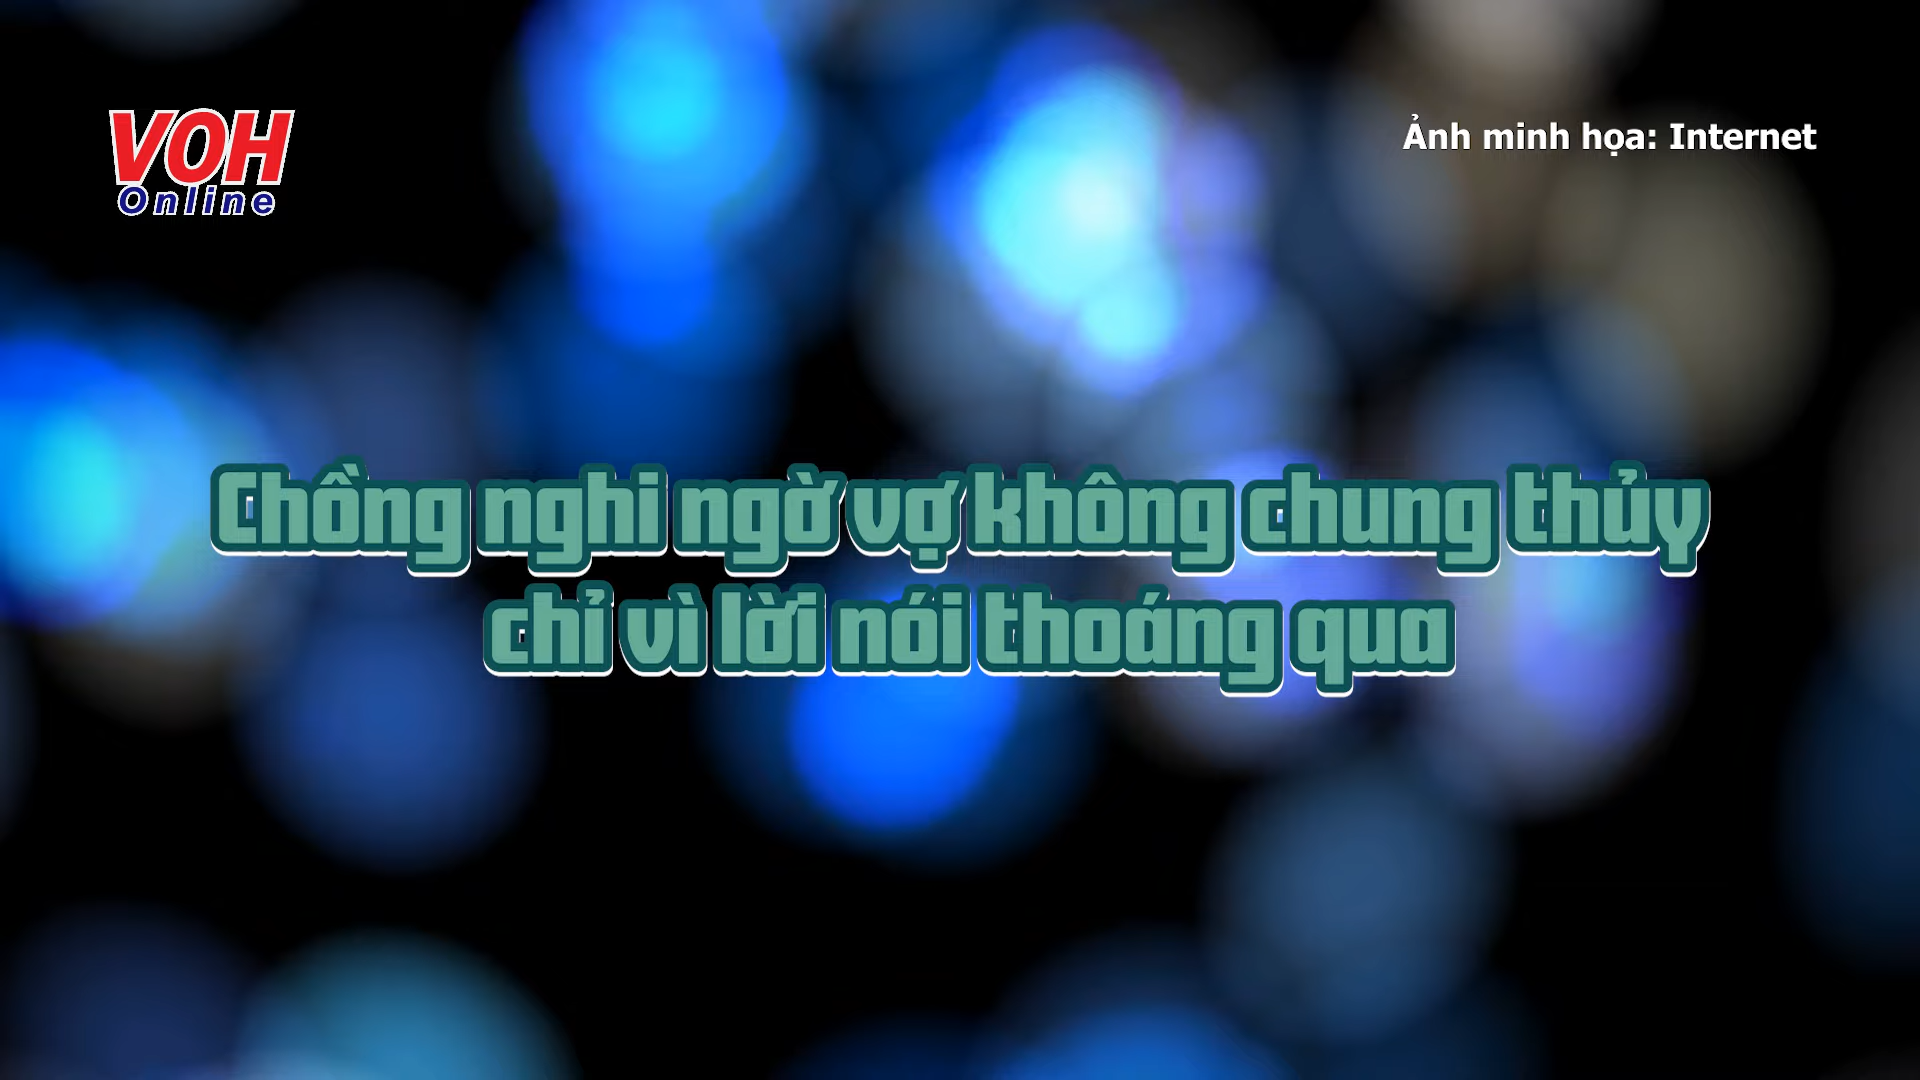 VOH
Online
Ảnh minh họa: Internet
Chồng nghi ngờ vợ không chung thủy
chỉ vì lời nói thoáng qua